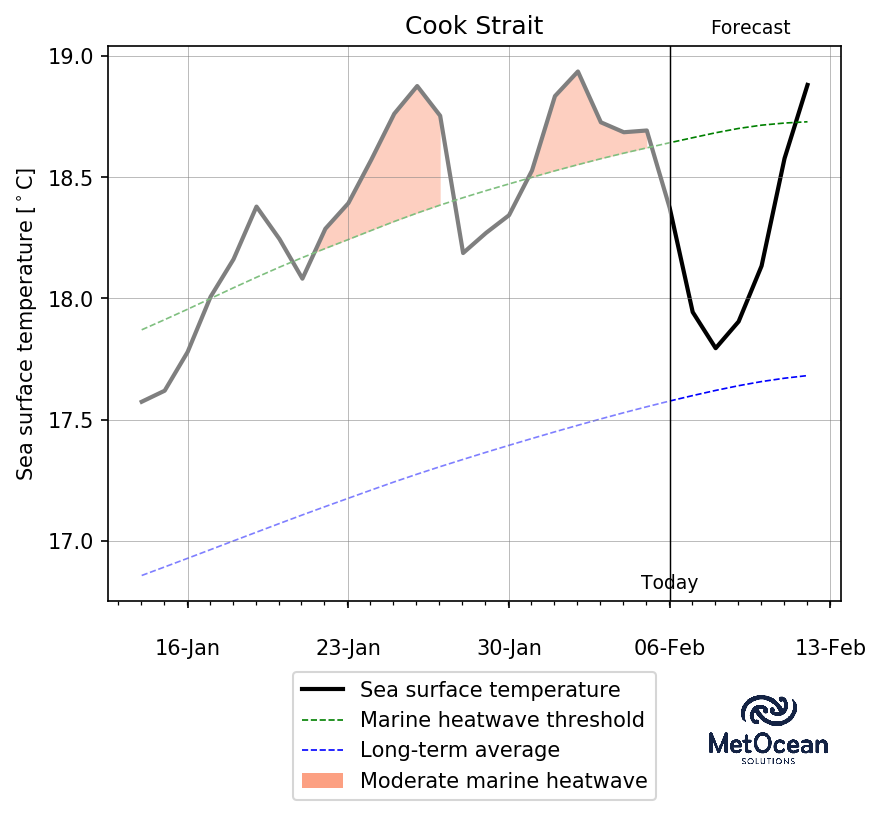 Cook Strait
Forecast
Sea surface temperature [°C]
19.0
18.5
18.0
17.5
17.0
Today
16-Jan 23-Jan 30-Jan 06-Feb 13-Feb
Sea surface temperature
Marine heatwave threshold
Long-term average
Moderate marine heatwave
MetOcean
SOLUTIONS